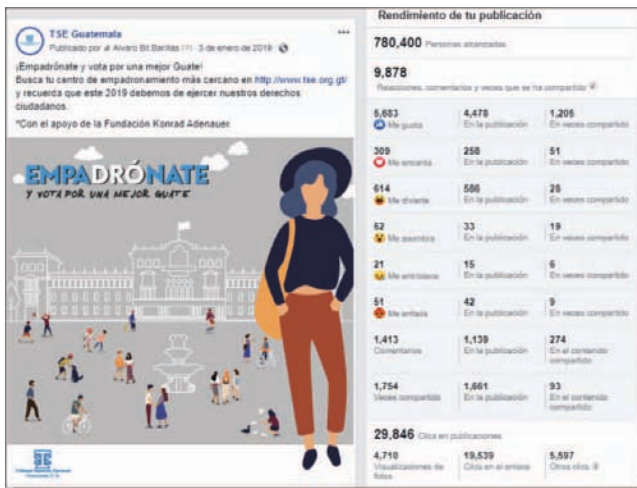 TSE Guatemala
Publicado por Alvaro Bit Barillas [?] · 3 de enero de 2019 ·
¡Empadrónate y vota por una mejor Guate!
Busca tu centro de empadronamiento más cercano en http://www.tse.org.gt/
y recuerda que este 2019 debemos de ejercer nuestros derechos
ciudadanos.
*Con el apoyo de la Fundación Konrad Adenauer.
EMPADRÓNATE
Y VOTA POR UNA MEJOR GUATE
Rendimiento de tu publicación
780,400 Personas alcanzadas
9,878
Reacciones, comentarios y veces que se ha compartido
5,683 4,478 1,205
Me gusta En la publicación En veces compartido
309 258 51
Me encanta En la publicación En veces compartido
614 586 28
Me divierte En la publicación En veces compartido
52 33 19
Me asombra En la publicación En veces compartido
21 15 6
Me entristece En la publicación En veces compartido
51 42 9
Me enfada En la publicación En veces compartido
1,413 1,139 274
Comentarios En la publicación En el contenido
compartido
1,754 1,661 93
Veces compartido En la publicación En el contenido
compartido
29,846 Clics en publicaciones
4,710 19,539 5,597
Visualizaciones de Clics en el enlace Otros clics
fotos